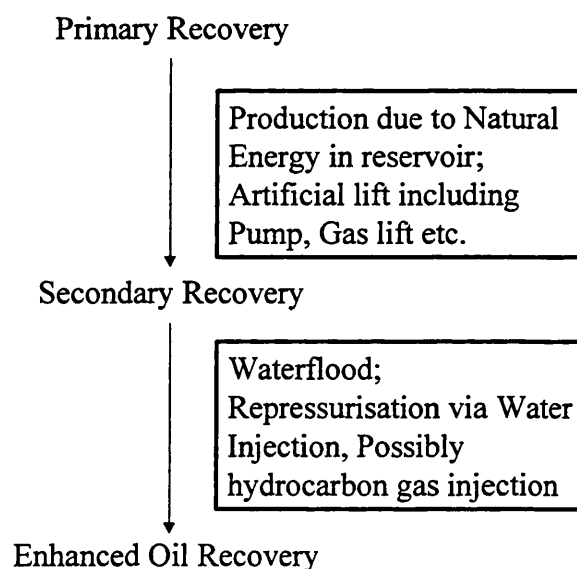 Primary Recovery
Production due to Natural
Energy in reservoir;
Artificial lift including
Pump, Gas lift etc.
Secondary Recovery
Waterflood;
Repressurisation via Water
Injection, Possibly
hydrocarbon gas injection
Enhanced Oil Recovery